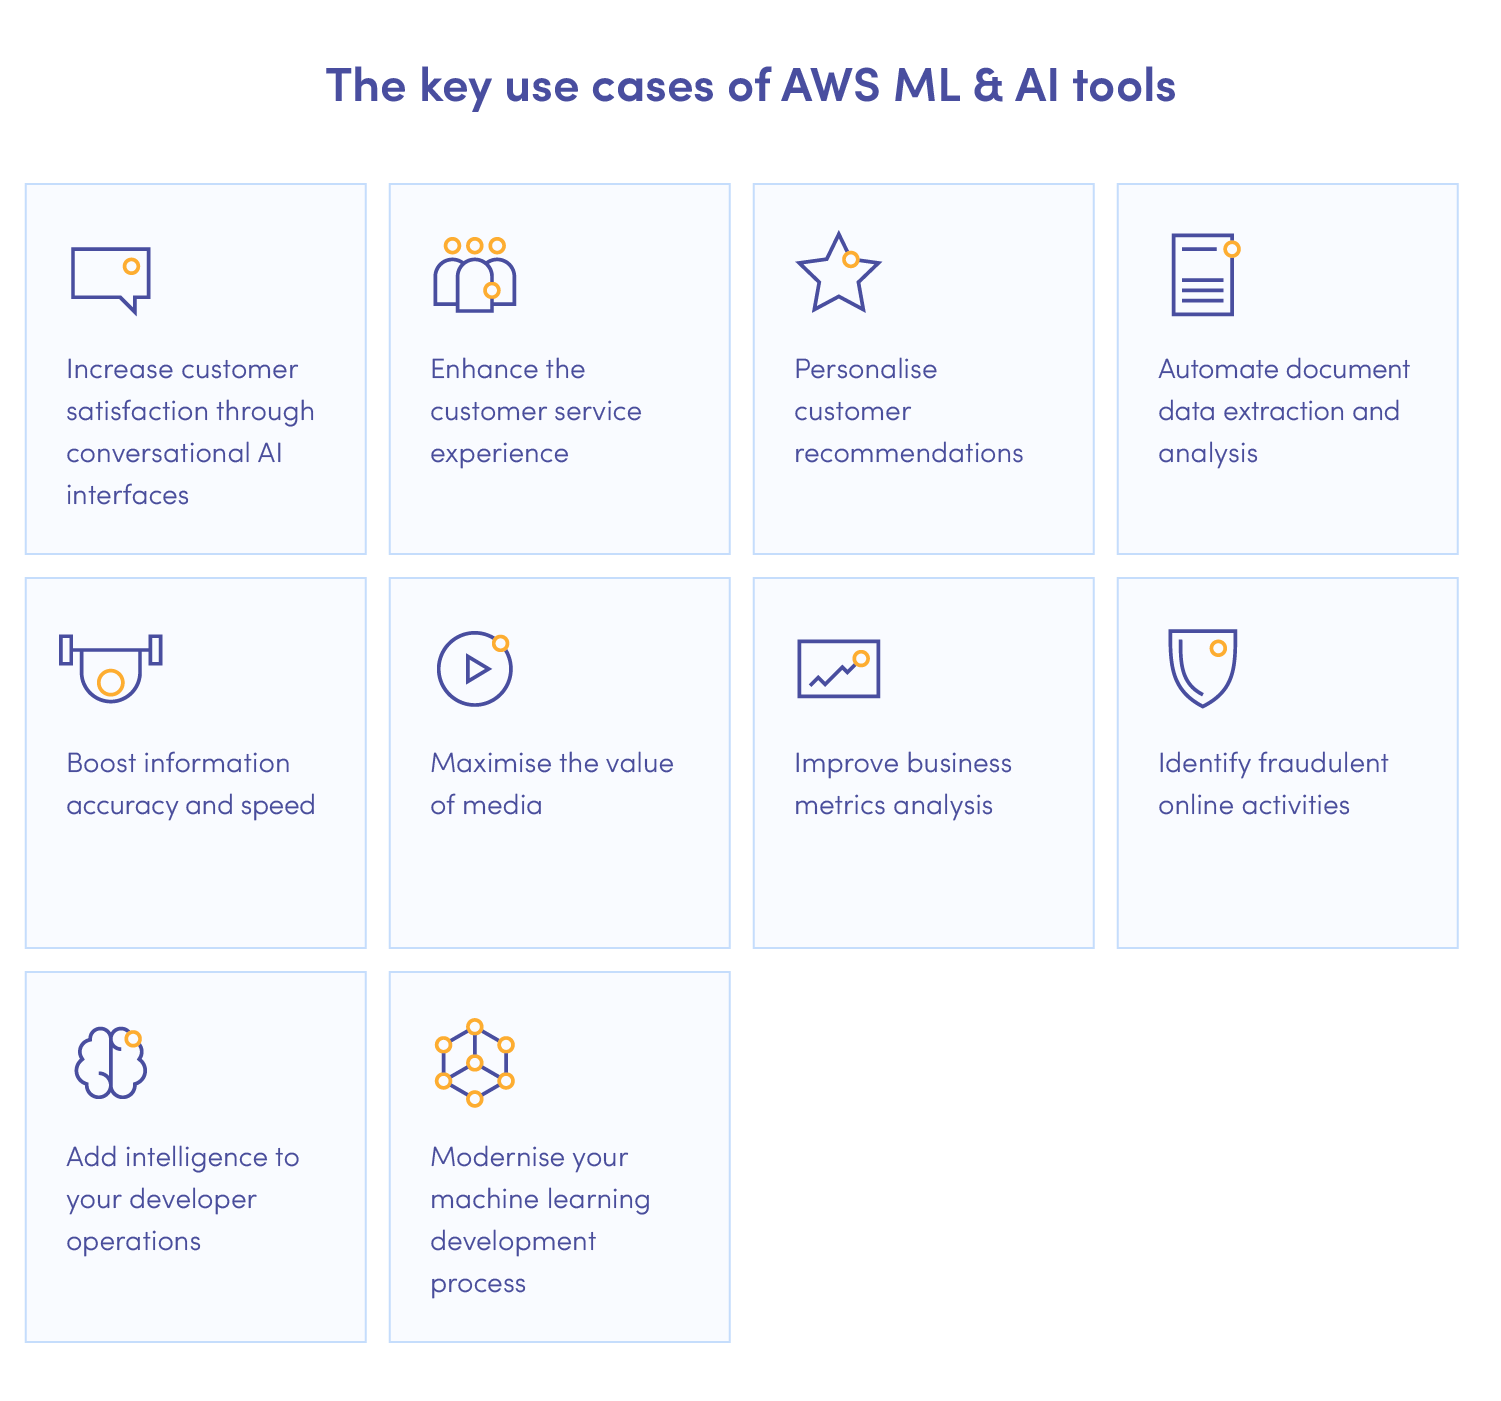 The key use cases of AWS ML & AI tools
Increase customer
satisfaction through
conversational AI
interfaces
Enhance the
customer service
experience
Personalise
customer
recommendations
Automate document
data extraction and
analysis
Boost information
accuracy and speed
Maximise the value
of media
Improve business
metrics analysis
Identify fraudulent
online activities
Add intelligence to
your developer
operations
Modernise your
machine learning
development
process